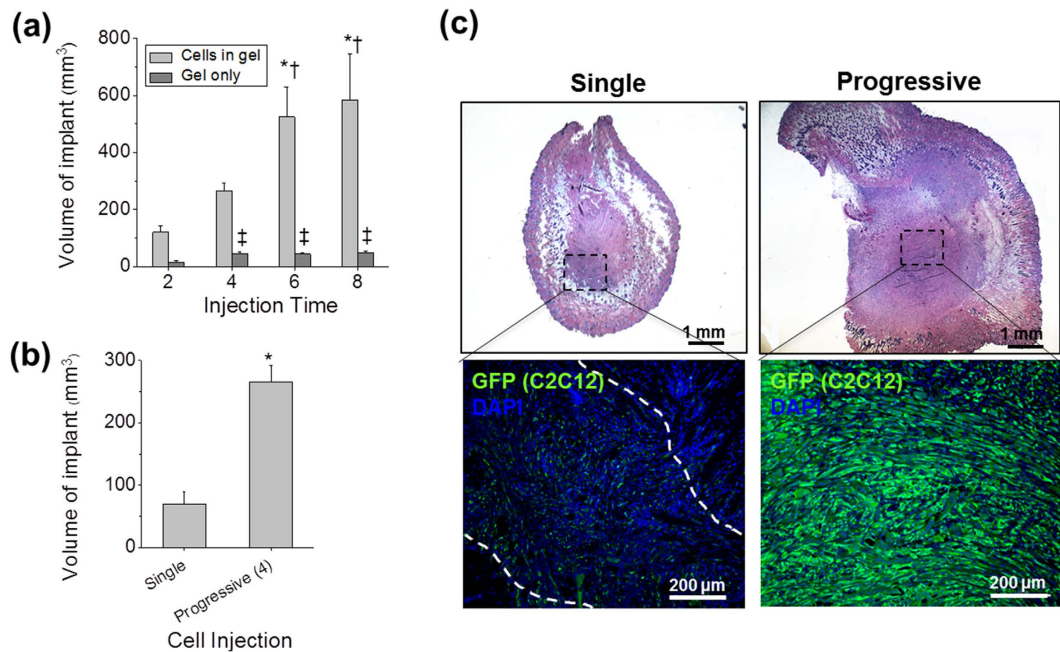 (a)
800
600
400
200
0
Volume of implant (mm³)
Cells in gel
Gel only
*†
*†
‡
‡
‡
2
4
6
8
Injection Time
(b)
300
200
100
0
Volume of implant (mm³)
*
Single
Progressive (4)
Cell Injection
(c)
Single
Progressive
1 mm
1 mm
GFP (C2C12)
DAPI
200 µm
GFP (C2C12)
DAPI
200 µm